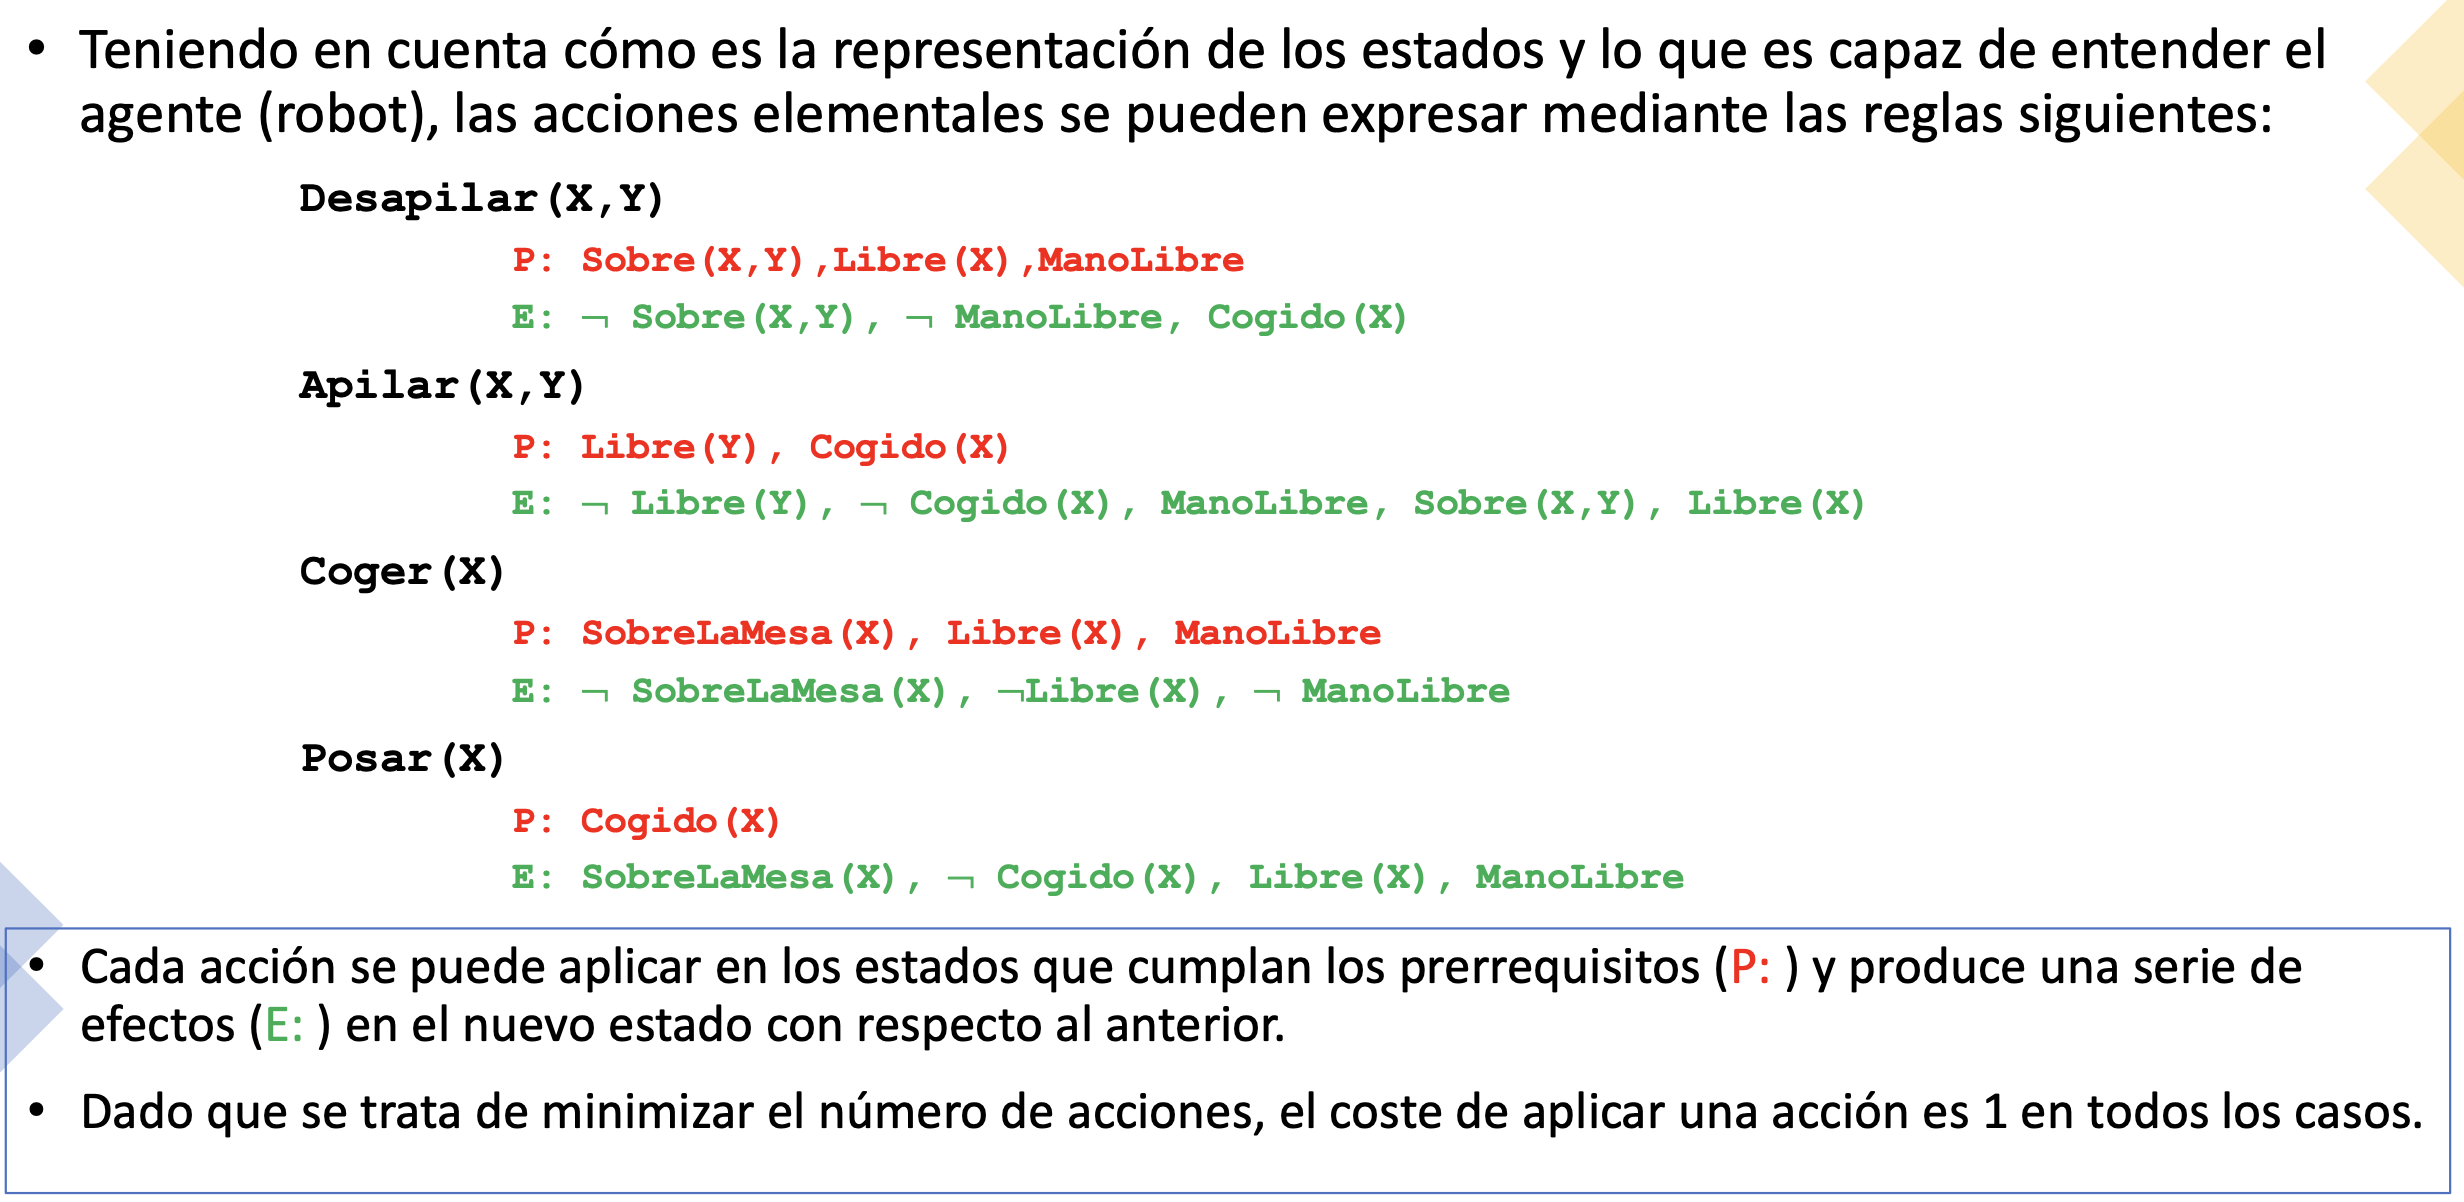 • Teniendo en cuenta cómo es la representación de los estados y lo que es capaz de entender el
agente (robot), las acciones elementales se pueden expresar mediante las reglas siguientes:
Desapilar(X,Y)
P: Sobre(X,Y),Libre(X),ManoLibre
E: ¬ Sobre(X,Y), ¬ ManoLibre, Cogido(X)
Apilar(X,Y)
P: Libre(Y), Cogido(X)
E: ¬ Libre(Y), ¬ Cogido(X), ManoLibre, Sobre(X,Y), Libre(X)
Coger(X)
P: SobreLaMesa(X), Libre(X), ManoLibre
E: ¬ SobreLaMesa(X), ¬Libre(X), ¬ ManoLibre
Posar(X)
P: Cogido(X)
E: SobreLaMesa(X), ¬ Cogido(X), Libre(X), ManoLibre
• Cada acción se puede aplicar en los estados que cumplan los prerrequisitos (P: ) y produce una serie de
efectos (E: ) en el nuevo estado con respecto al anterior.
• Dado que se trata de minimizar el número de acciones, el coste de aplicar una acción es 1 en todos los casos.